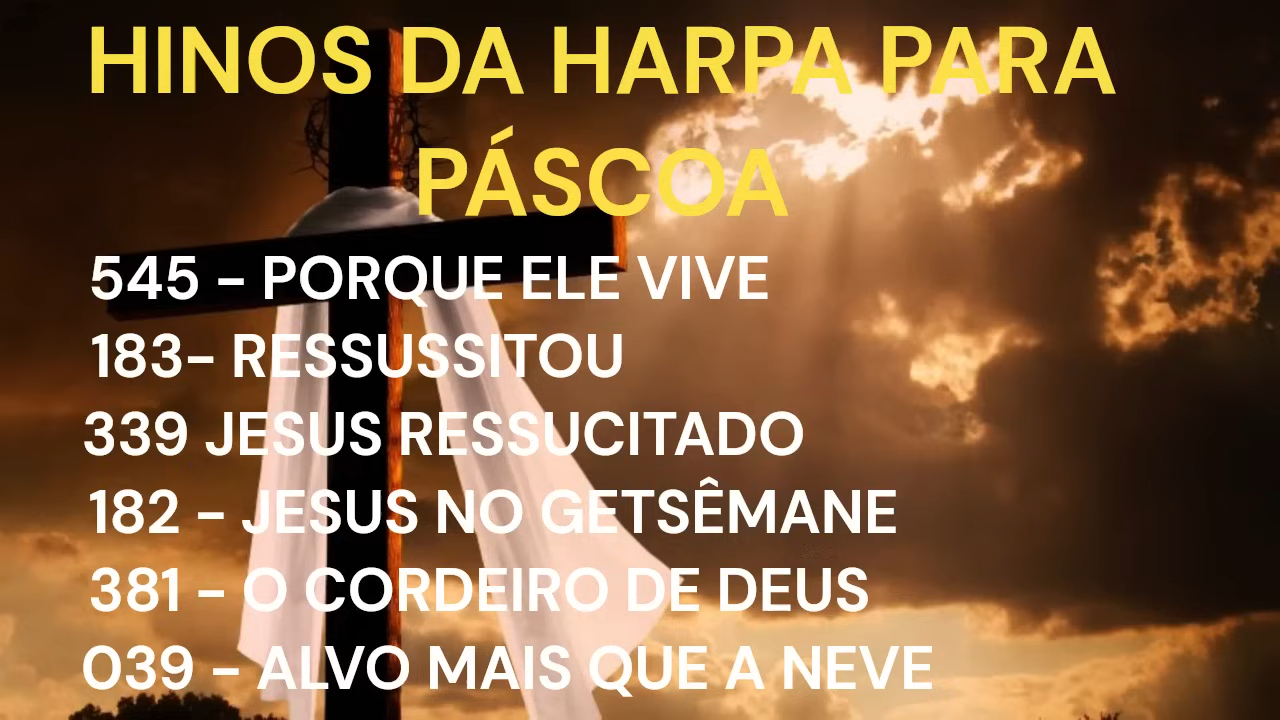 HINOS DA HARPA PARA
PÁSCOA
545 – PORQUE ELE VIVE
183– RESSUSSITOU
339 JESUS RESSUCITADO
182 – JESUS NO GETSÊMANE
381 – O CORDEIRO DE DEUS
039 – ALVO MAIS QUE A NEVE